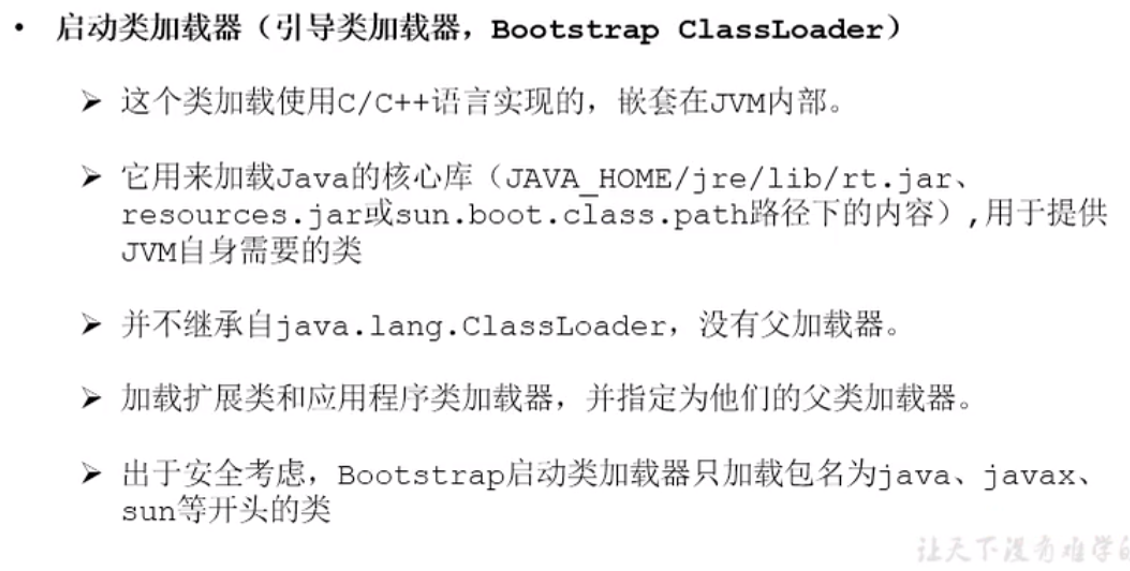 • 启动类加载器（引导类加载器，Bootstrap ClassLoader）
➢ 这个类加载使用C/C++语言实现的，嵌套在JVM内部。
➢ 它用来加载Java的核心库（JAVA_HOME/jre/lib/rt.jar、
resources.jar或sun.boot.class.path路径下的内容）,用于提供
JVM自身需要的类
➢ 并不继承自java.lang.ClassLoader，没有父加载器。
➢ 加载扩展类和应用程序类加载器，并指定为他们的父类加载器。
➢ 出于安全考虑，Bootstrap启动类加载器只加载包名为java、javax、
sun等开头的类
让天下没有难学的